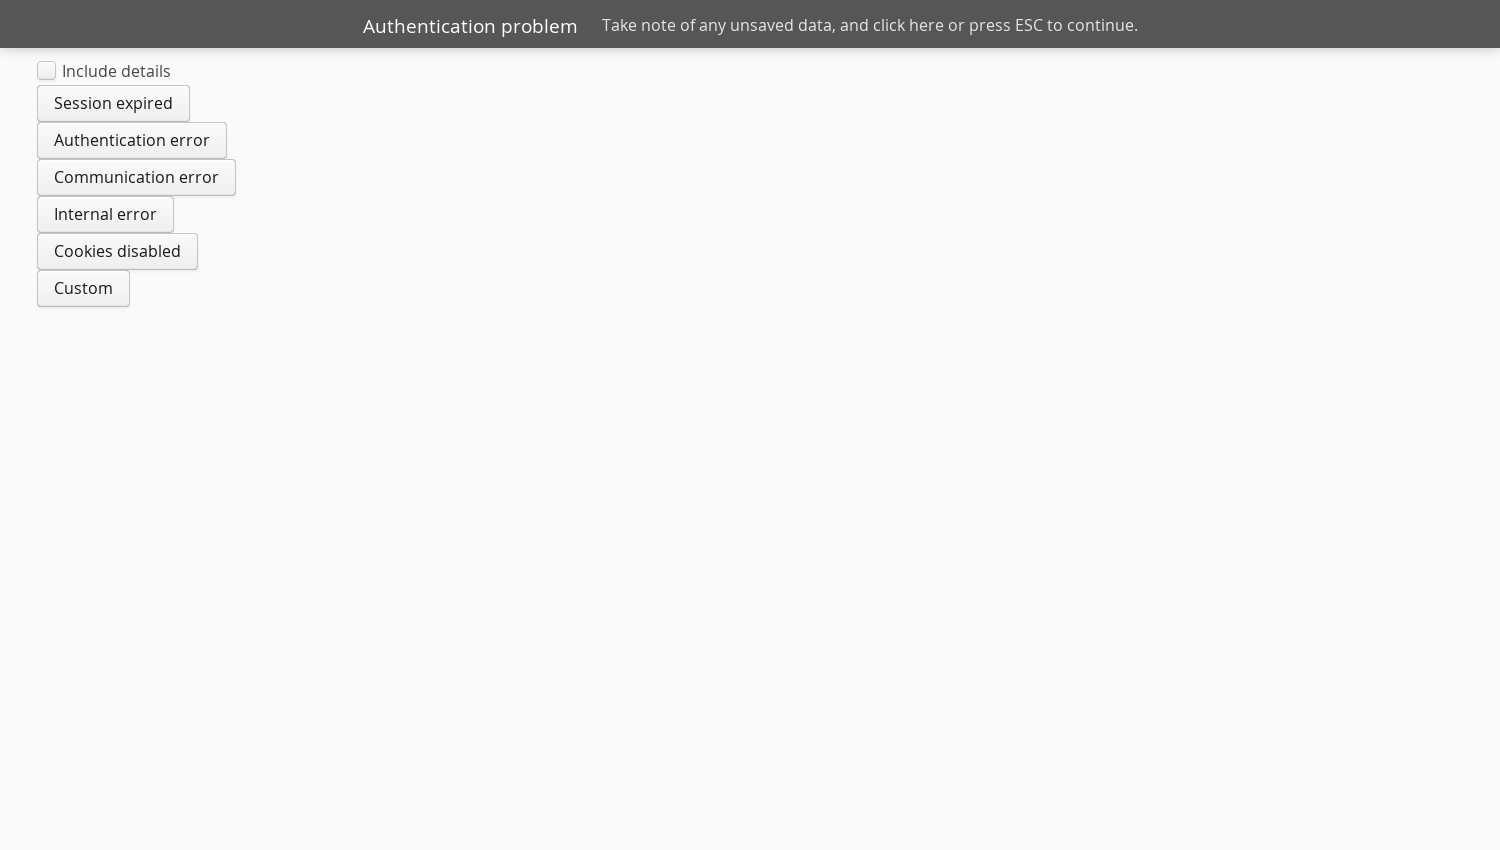 Authentication problem Take note of any unsaved data, and click here or press ESC to continue.
Include details
Session expired
Authentication error
Communication error
Internal error
Cookies disabled
Custom